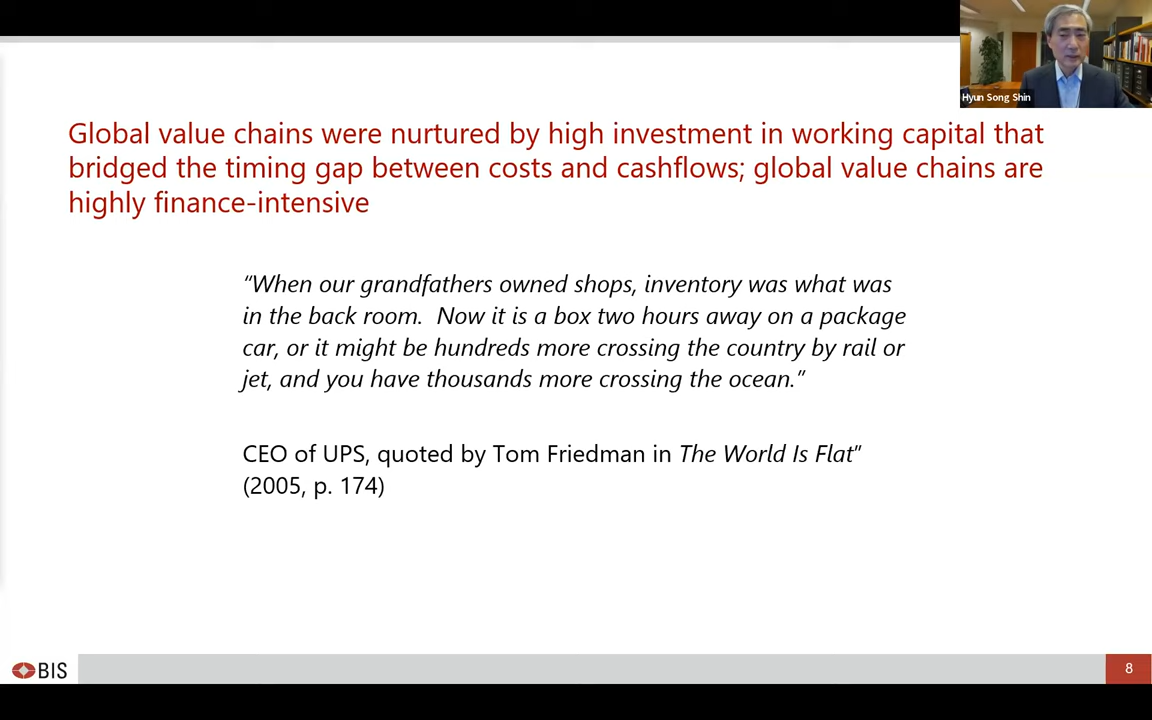 Hyun Song Shin
Global value chains were nurtured by high investment in working capital that
bridged the timing gap between costs and cashflows; global value chains are
highly finance-intensive
“When our grandfathers owned shops, inventory was what was
in the back room.  Now it is a box two hours away on a package
car, or it might be hundreds more crossing the country by rail or
jet, and you have thousands more crossing the ocean.”
CEO of UPS, quoted by Tom Friedman in The World Is Flat”
(2005, p. 174)
BIS
8